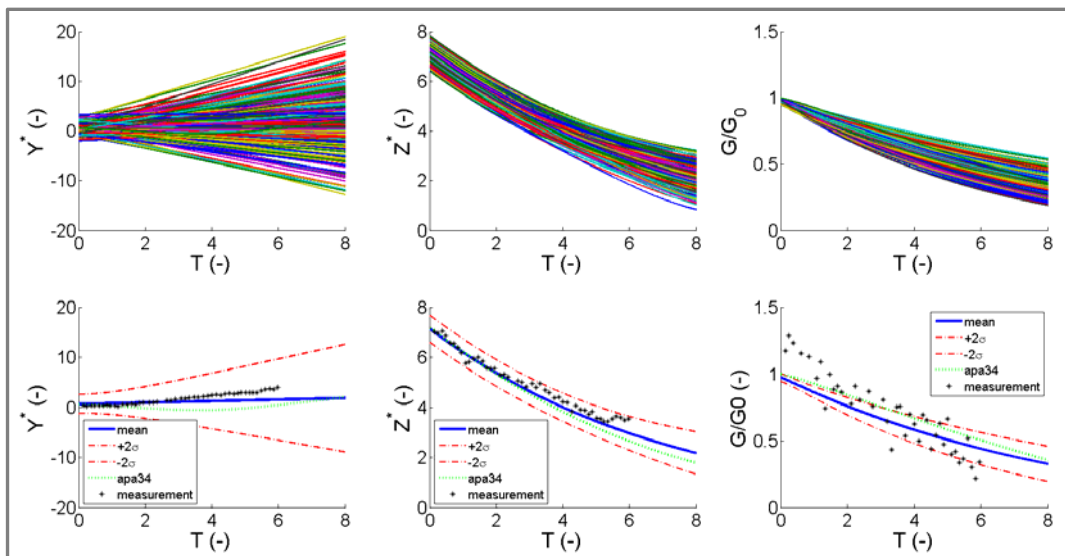 20
10
0
-10
-20
Y* (-)
0 2 4 6 8
T (-)
8
6
4
2
0
Z* (-)
0 2 4 6 8
T (-)
1.5
1
0.5
0
G/G0
0 2 4 6 8
T (-)
20
10
0
-10
-20
Y* (-)
mean
+2σ
-2σ
apa34
measurement
0 2 4 6 8
T (-)
8
6
4
2
0
Z* (-)
mean
+2σ
-2σ
apa34
measurement
0 2 4 6 8
T (-)
1.5
1
0.5
0
G/G0 (-)
mean
+2σ
-2σ
apa34
measurement
0 2 4 6 8
T (-)